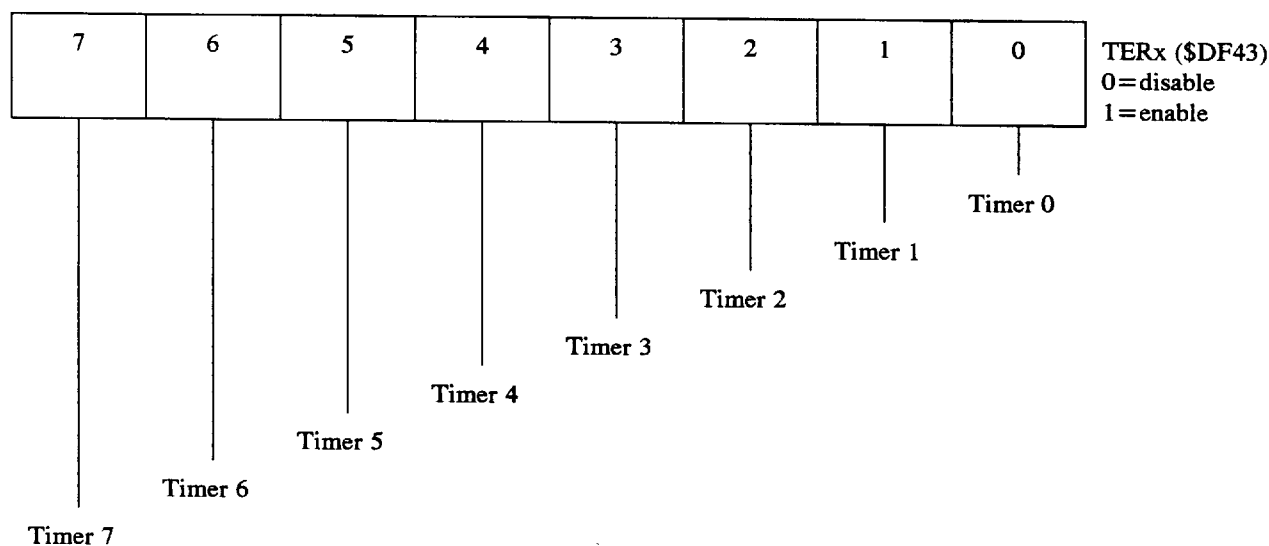 7 6 5 4 3 2 1 0
TERx ($DF43)
0=disable
1=enable
Timer 0
Timer 1
Timer 2
Timer 3
Timer 4
Timer 5
Timer 6
Timer 7